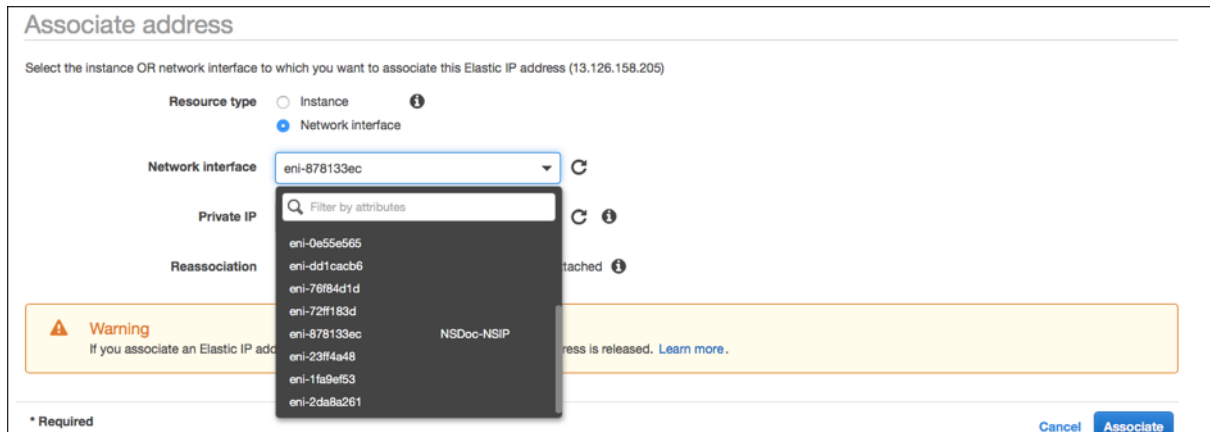 Associate address
Select the instance OR network interface to which you want to associate this Elastic IP address (13.126.158.205)
Resource type Instance
Network interface
Network interface eni-878133ec
Filter by attributes
Private IP
eni-0e55e565
Reassociation eni-dd1cacb6 ttached
eni-76f84d1d
eni-72ff183d
Warning
eni-878133ec NSDoc-NSIP
If you associate an Elastic IP add ress is released. Learn more.
eni-23ff4a48
eni-1fa9ef53
eni-2da8a261
* Required Cancel Associate